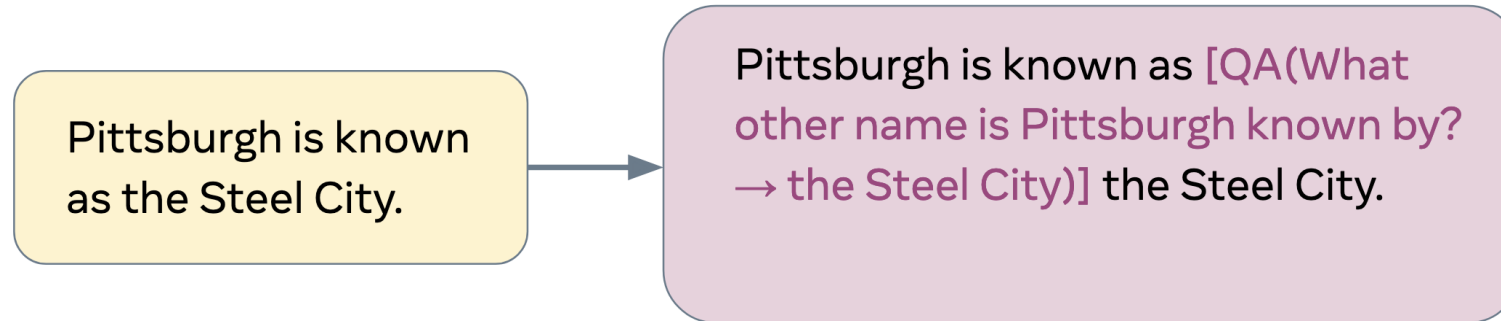 Pittsburgh is known
as the Steel City.
Pittsburgh is known as [QA(What
other name is Pittsburgh known by?
→ the Steel City)] the Steel City.